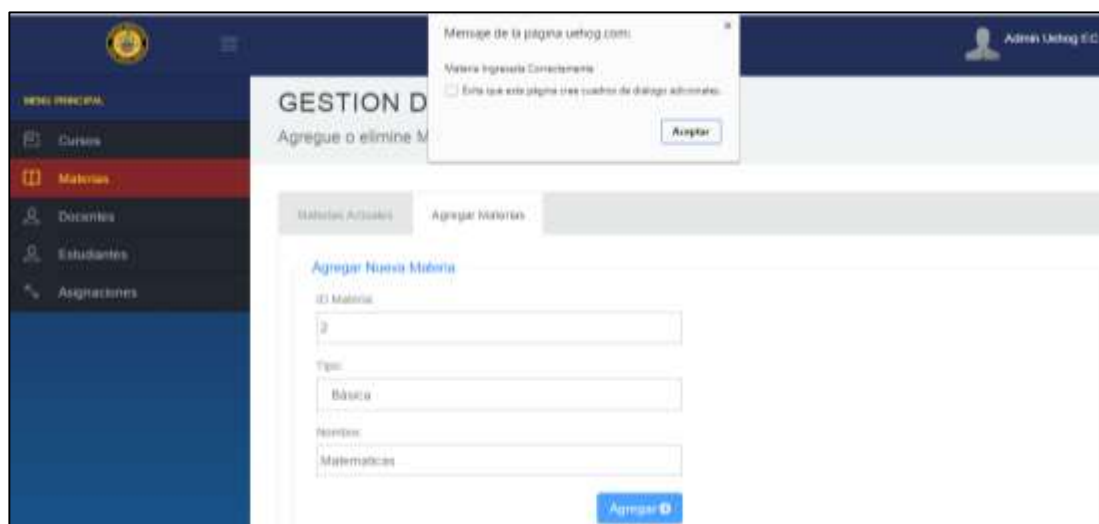 Mensaje de la página uehog.com:
Materia Ingresada Correctamente
Evita que esta página cree cuadros de diálogo adicionales.
Aceptar
Admin Uehog EC
MENU PRINCIPAL
Cursos
Materias
Docentes
Estudiantes
Asignaciones
GESTION D
Agregue o elimine M
Materias Actuales
Agregar Materias
Agregar Nueva Materia
ID Materia:
2
Tipo:
Básica
Nombre:
Matematicas
Agregar